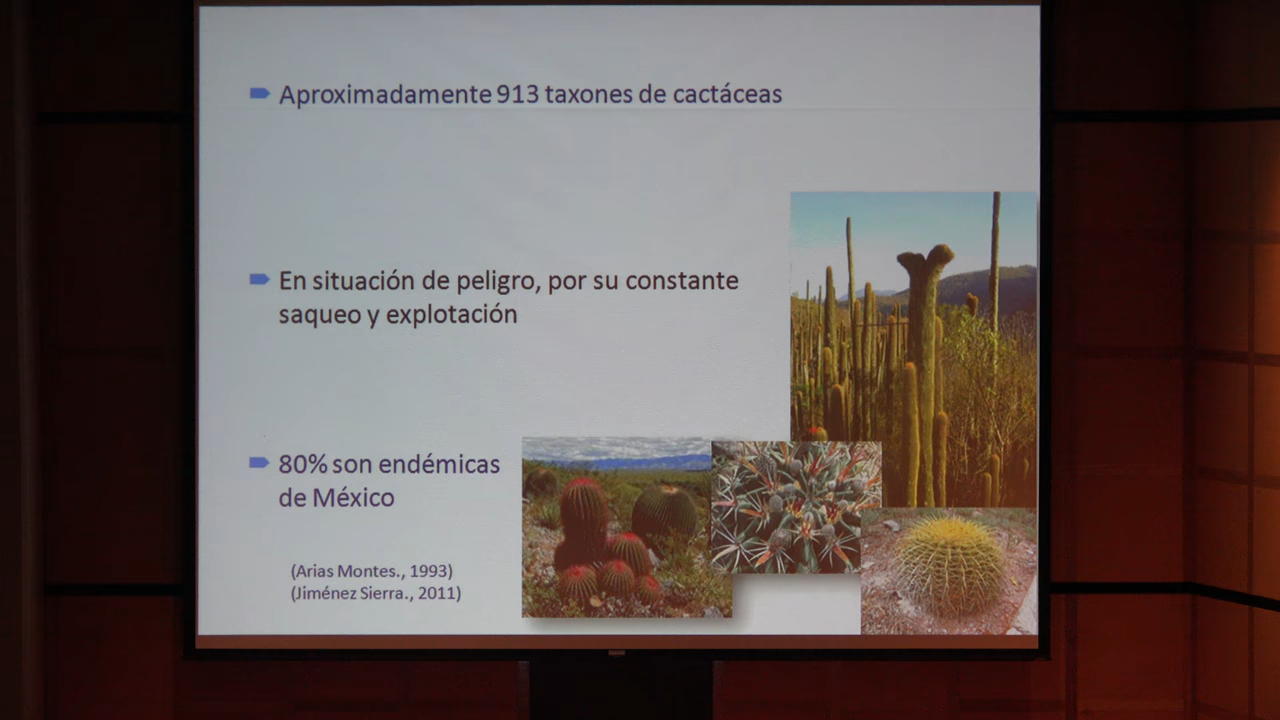 Aproximadamente 913 taxones de cactáceas
En situación de peligro, por su constante
saqueo y explotación
80% son endémicas
de México
(Arias Montes., 1993)
(Jiménez Sierra., 2011)